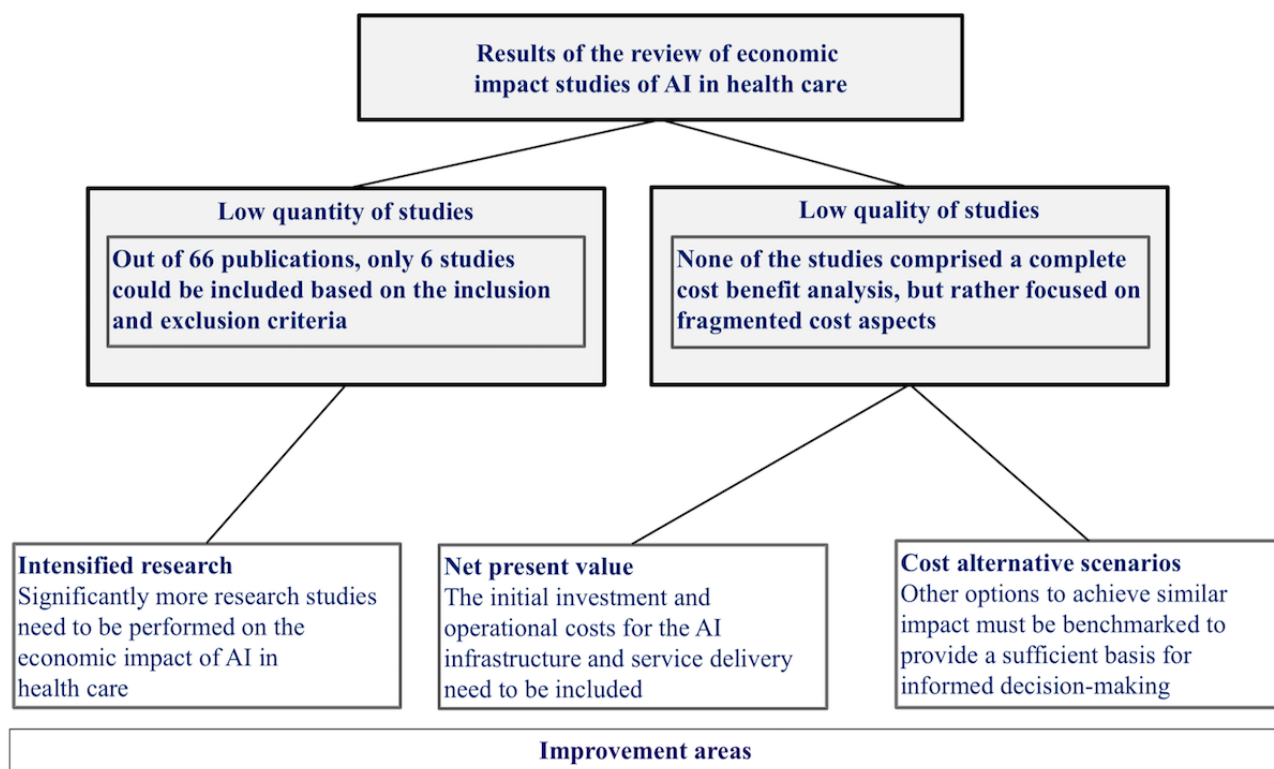 Results of the review of economic
impact studies of AI in health care
Low quantity of studies
Out of 66 publications, only 6 studies
could be included based on the inclusion
and exclusion criteria
Low quality of studies
None of the studies comprised a complete
cost benefit analysis, but rather focused on
fragmented cost aspects
Intensified research
Significantly more research studies
need to be performed on the
economic impact of AI in
health care
Net present value
The initial investment and
operational costs for the AI
infrastructure and service delivery
need to be included
Cost alternative scenarios
Other options to achieve similar
impact must be benchmarked to
provide a sufficient basis for
informed decision-making
Improvement areas